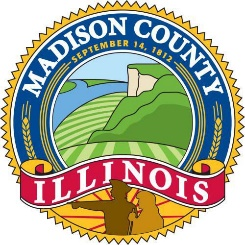 MADISON COUNTY
SEPTEMBER 14, 1812
ILLINOIS